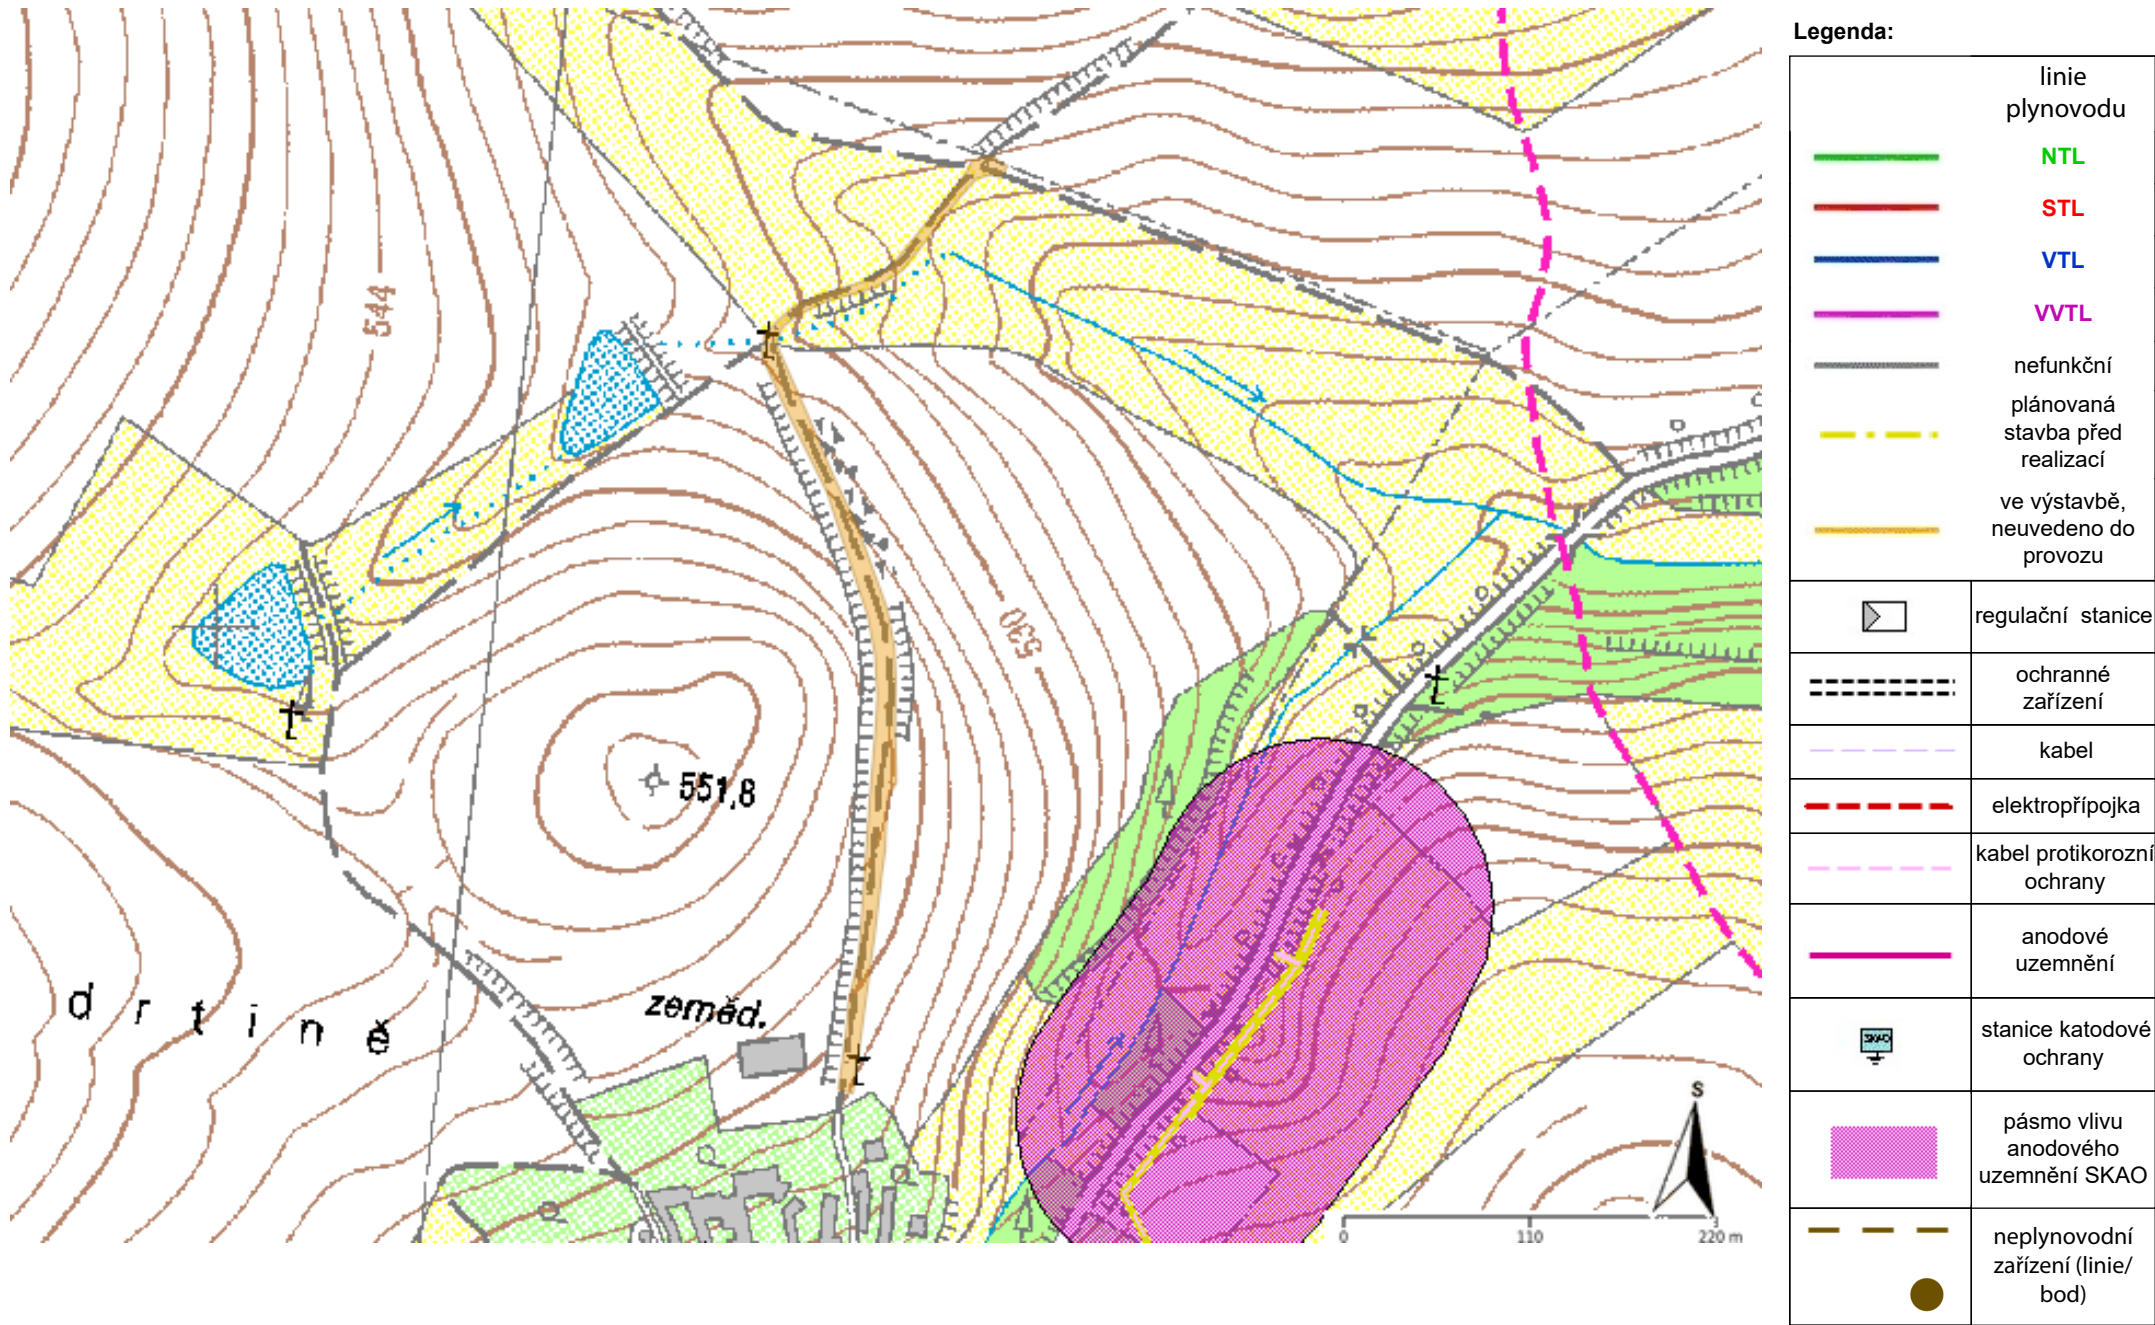 544
530
551,8
zeměd.
d r t i n ě
S
0 110 220 m
Legenda:
linie
plynovodu
NTL
STL
VTL
VVTL
nefunkční
plánovaná
stavba před
realizací
ve výstavbě,
neuvedeno do
provozu
regulační stanice
ochranné
zařízení
kabel
elektropřípojka
kabel protikorozní
ochrany
anodové
uzemnění
SKAO
stanice katodové
ochrany
pásmo vlivu
anodového
uzemnění SKAO
neplynovodní
zařízení (linie/
bod)